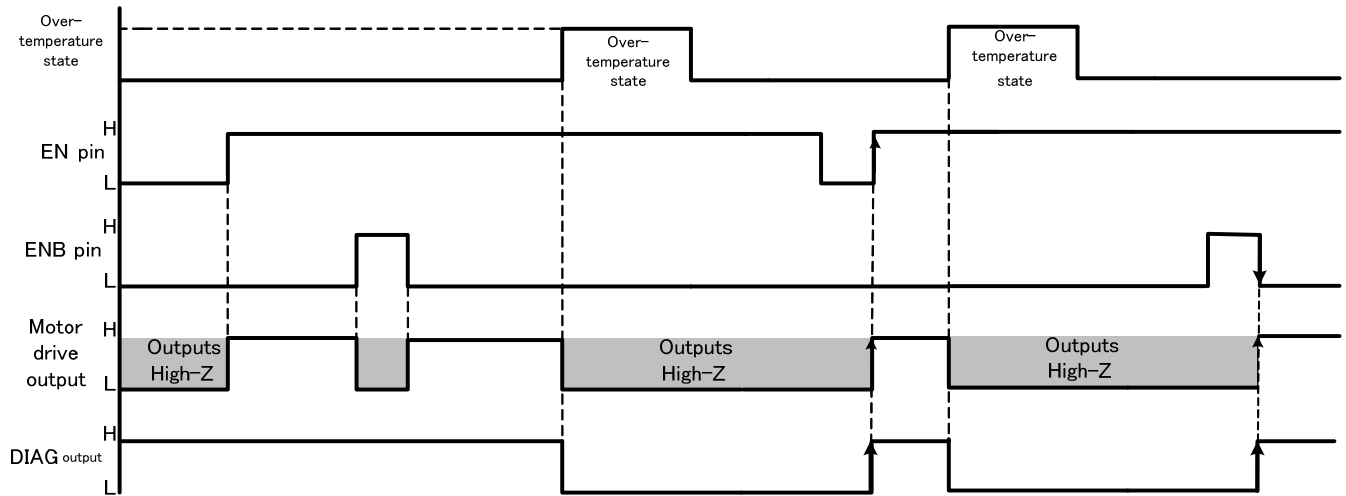 Over-
temperature
state
Over-
temperature
state
Over-
temperature
state
H
EN pin
L
H
ENB pin
L
Motor
drive
output
H
L
Outputs
High-Z
Outputs
High-Z
Outputs
High-Z
H
DIAG output
L